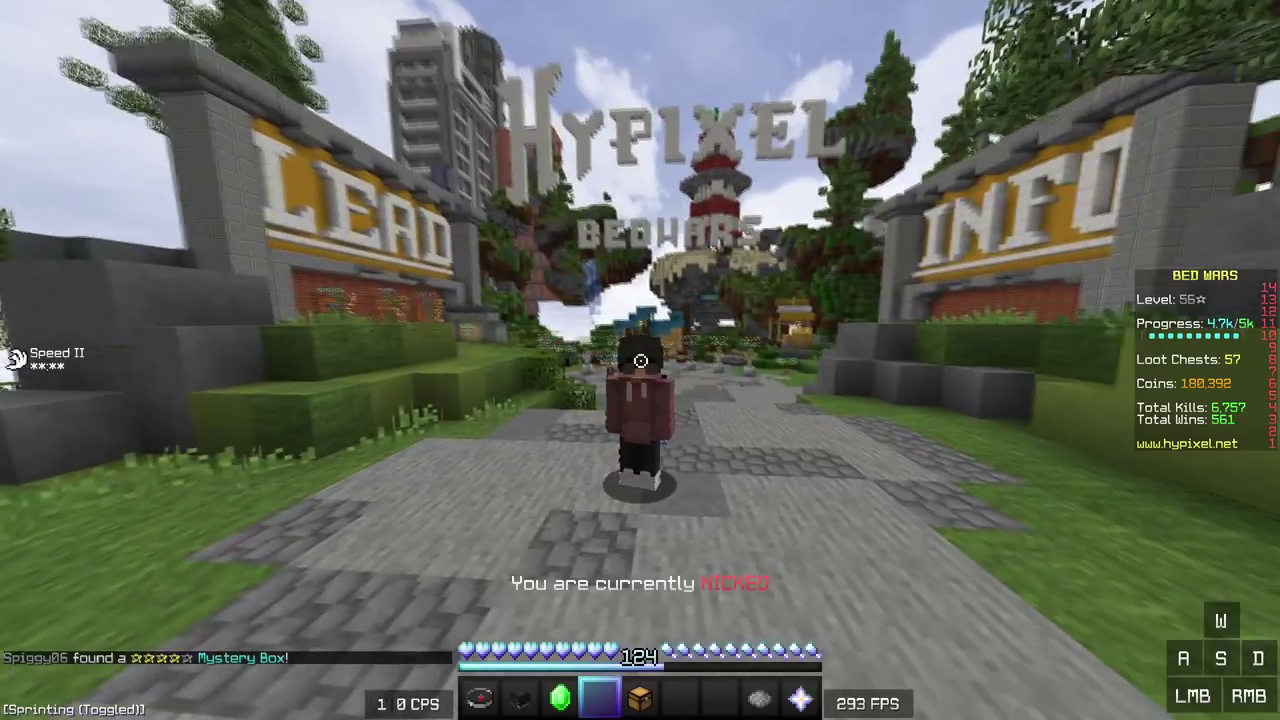 HYPIXEL
BEDWARS
LEAD
INFO
BED WARS
Level: 56☆
Progress: 4.7k/5k
Loot Chests: 57
Coins: 180,392
Total Kills: 6,757
Total Wins: 561
www.hypixel.net
14
13
12
11
10
9
8
7
6
5
4
3
2
1
Speed II
**:**
You are currently NICKED
Spiggy06 found a ☆☆☆☆☆ Mystery Box!
124
[Sprinting (Toggled)]
1 | 0 CPS
293 FPS
W
A S D
LMB RMB